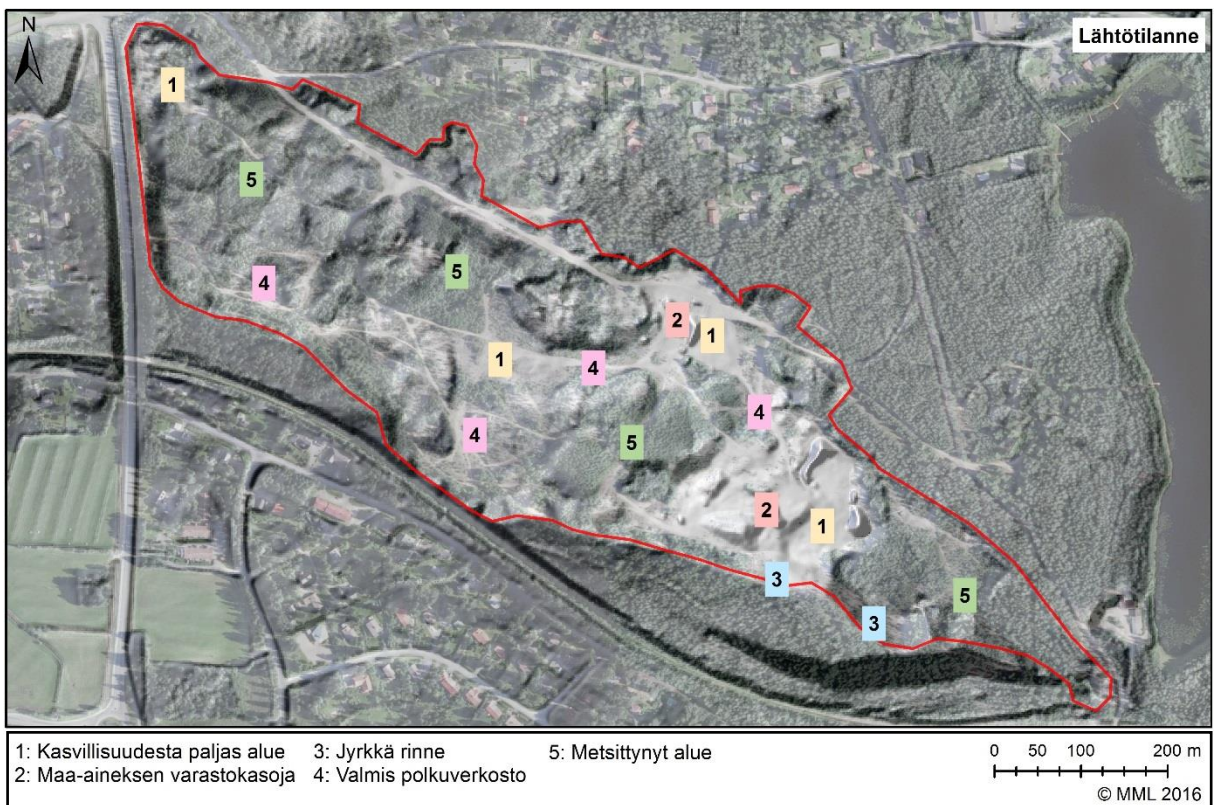 N
Lähtötilanne
1
5
4
5
2
1
1
4
4
4
5
2
1
3
5
3
1: Kasvillisuudesta paljas alue 3: Jyrkkä rinne 5: Metsittynyt alue
2: Maa-aineksen varastokasoja 4: Valmis polkuverkosto
0 50 100 200 m
© MML 2016